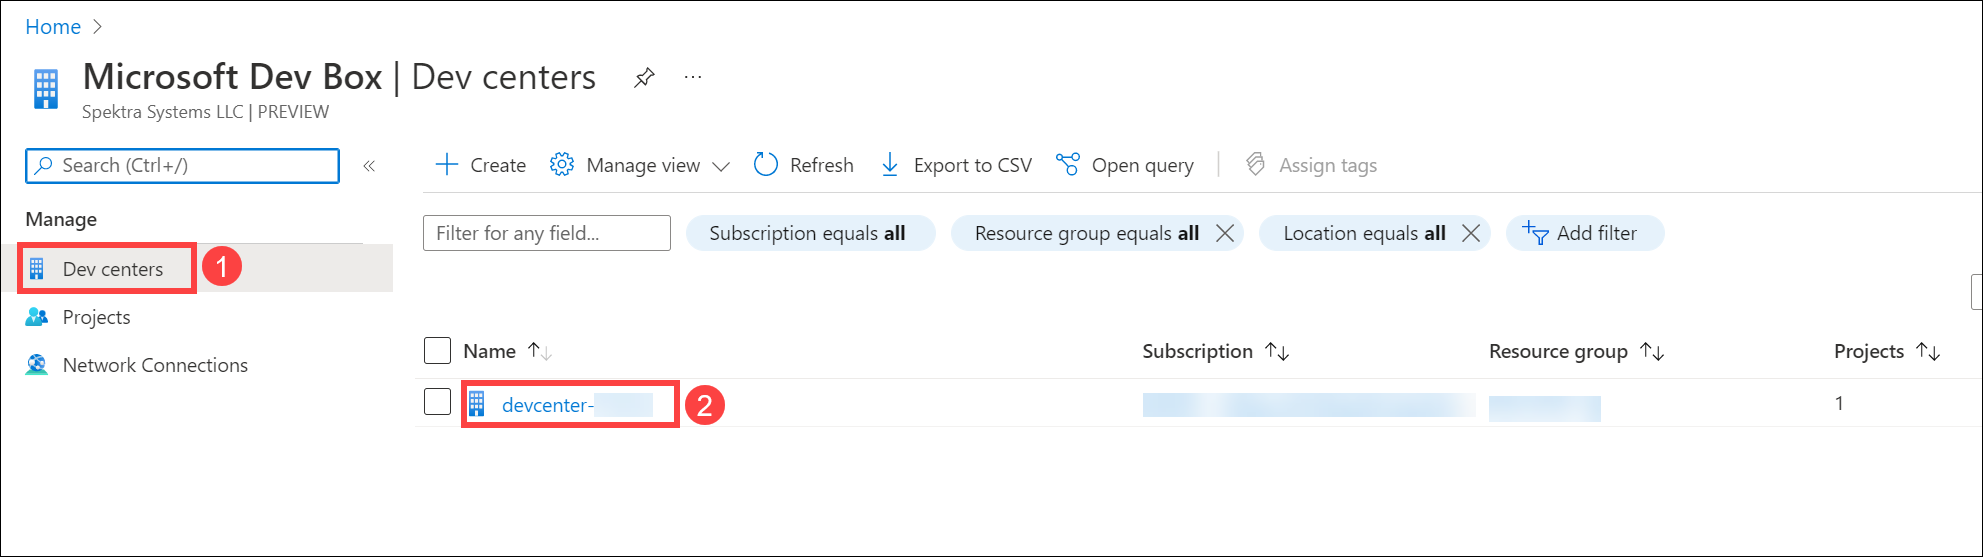 Home
Microsoft Dev Box | Dev centers
Spektra Systems LLC | PREVIEW
Search (Ctrl+/)
Create Manage view Refresh Export to CSV Open query Assign tags
Manage
Filter for any field... Subscription equals all Resource group equals all Location equals all Add filter
Dev centers 1
Projects
Network Connections
Name Subscription Resource group Projects
devcenter- 2 1